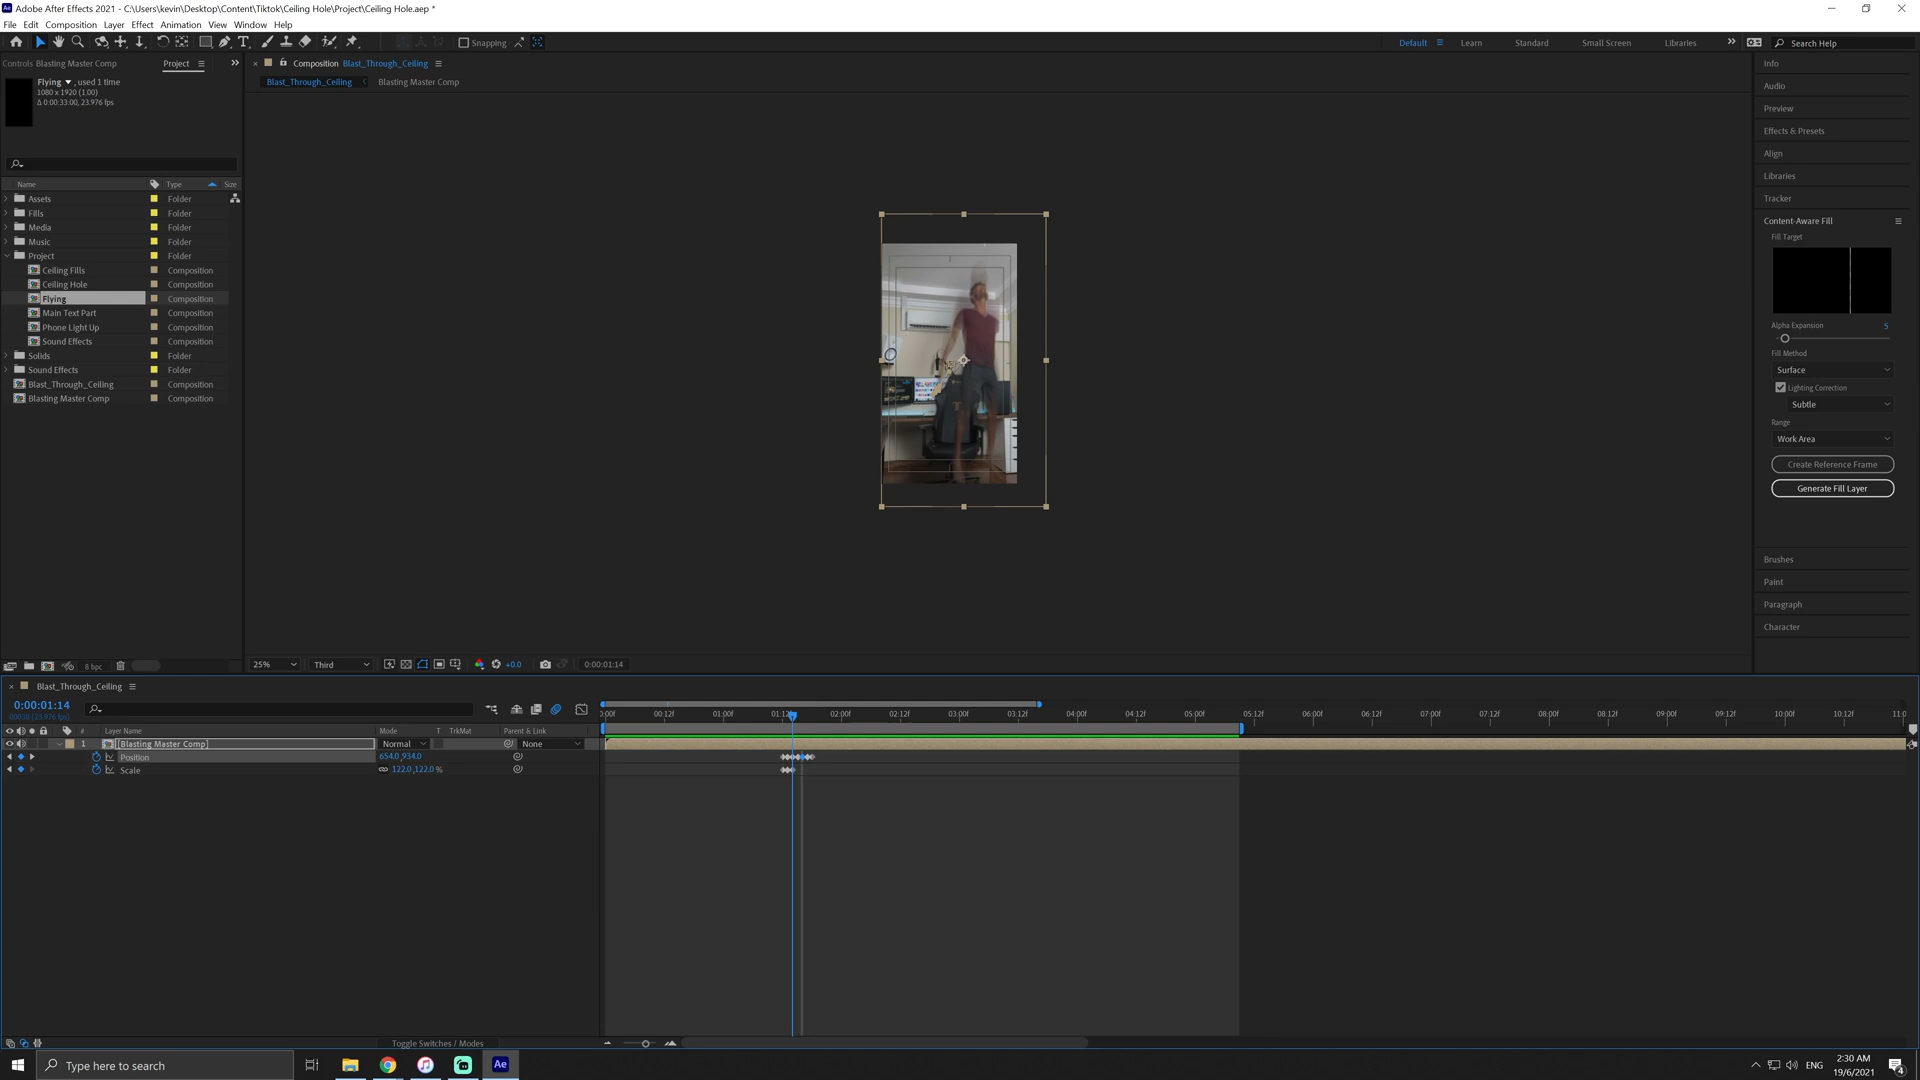 Adobe After Effects 2021 - C:\Users\kevin\Desktop\Content\Tiktok\Ceiling Hole\Project\Ceiling Hole.aep *
File Edit Composition Layer Effect Animation View Window Help
Snapping
Default Learn Standard Small Screen Libraries Search Help
Controls Blasting Master Comp Project
Composition Blast_Through_Ceiling
Blast_Through_Ceiling Blasting Master Comp
Flying , used 1 time
1080 x 1920 (1.00)
Δ 0:00:33:00, 23.976 fps
Name Type Size
Assets Folder
Fills Folder
Media Folder
Music Folder
Project Folder
Ceiling Fills Composition
Ceiling Hole Composition
Flying Composition
Main Text Part Composition
Phone Light Up Composition
Sound Effects Composition
Solids Folder
Sound Effects Folder
Blast_Through_Ceiling Composition
Blasting Master Comp Composition
8 bpc
25% Third +0.0 0:00:01:14
Info
Audio
Preview
Effects & Presets
Align
Libraries
Tracker
Content-Aware Fill
Fill Target
Alpha Expansion 5
Fill Method
Surface
Lighting Correction
Subtle
Range
Work Area
Create Reference Frame
Generate Fill Layer
Brushes
Paint
Paragraph
Character
Blast_Through_Ceiling
0:00:01:14
00038 (23.976 fps)
:00f 00:12f 01:00f 01:12f 02:00f 02:12f 03:00f 03:12f 04:00f 04:12f 05:00f 05:12f 06:00f 06:12f 07:00f 07:12f 08:00f 08:12f 09:00f 09:12f 10:00f 10:12f 11:0
# Layer Name Mode T TrkMat Parent & Link
1 [Blasting Master Comp] Normal None
Position 654.0,934.0
Scale 122.0,122.0 %
Toggle Switches / Modes
Type here to search
Ae
ENG
2:30 AM
19/6/2021
4